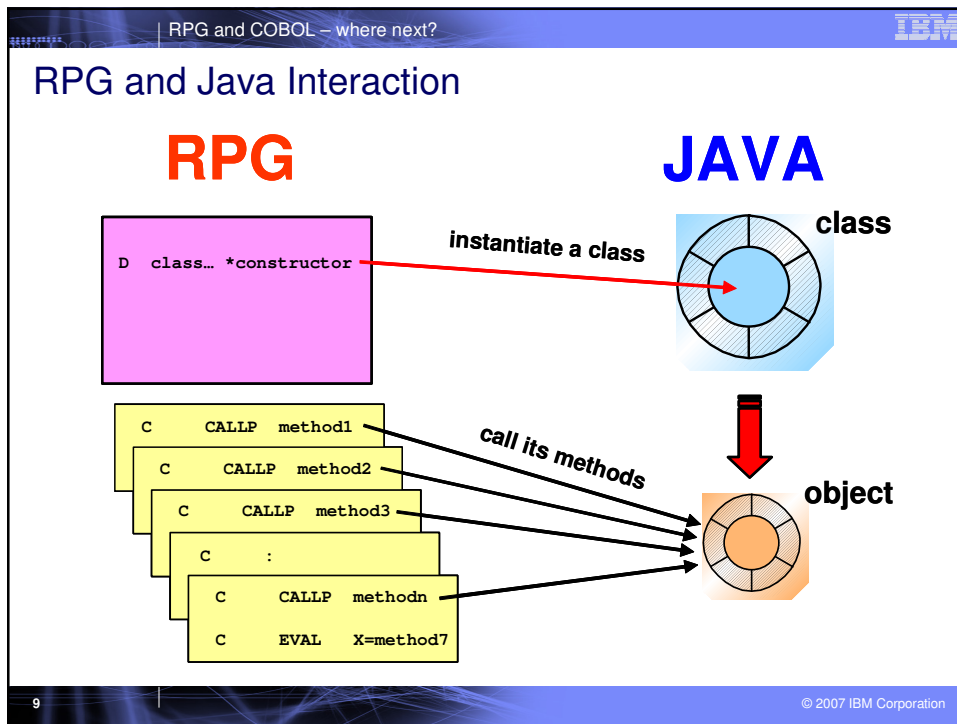 RPG and COBOL – where next?
IBM
RPG and Java Interaction
RPG
JAVA
class
D class… *constructor
instantiate a class
C CALLP method1
C CALLP method2
C CALLP method3
C :
C CALLP methodn
C EVAL X=method7
call its methods
object
9
© 2007 IBM Corporation